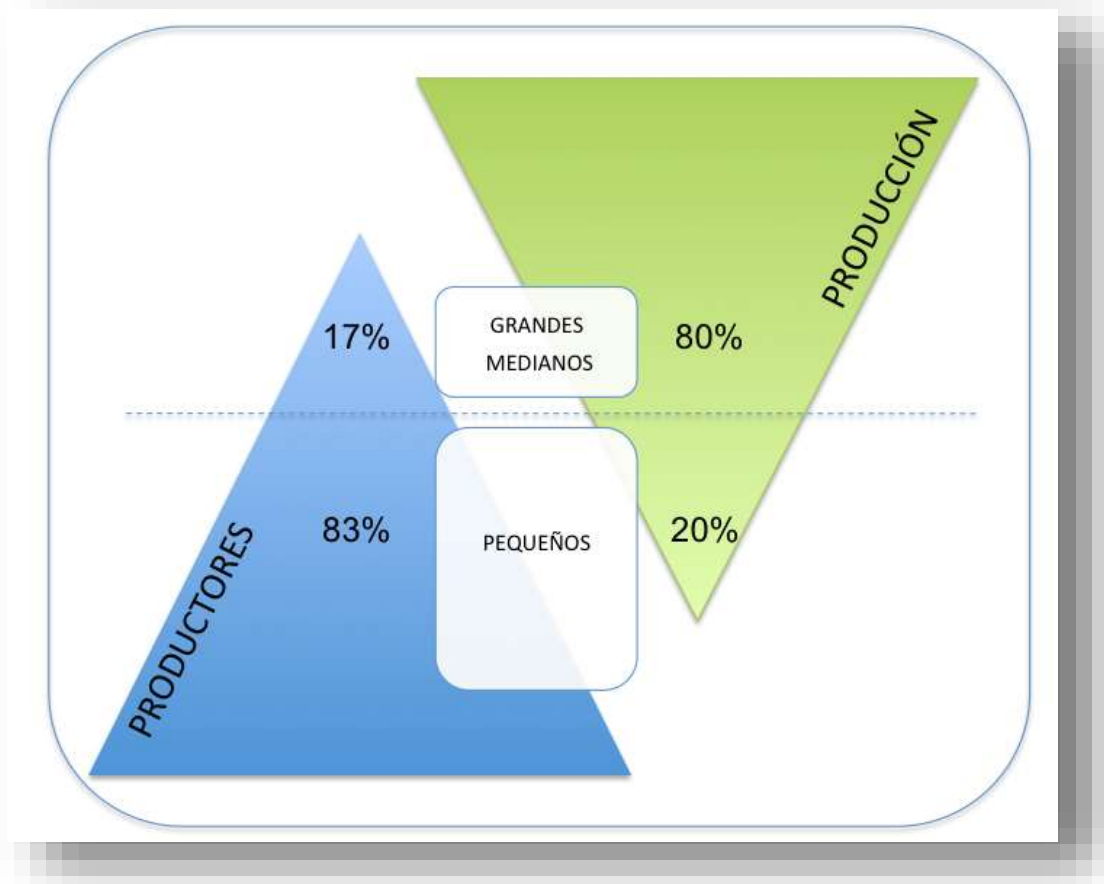 PRODUCCIÓN
17%
GRANDES
MEDIANOS
80%
83%
PEQUEÑOS
20%
PRODUCTORES